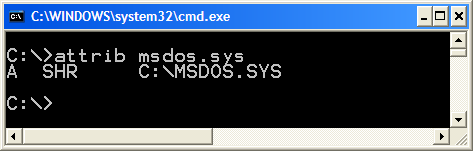 C:\WINDOWS\system32\cmd.exe
C:\>attrib msdos.sys
A  SHR     C:\MSDOS.SYS
C:\>